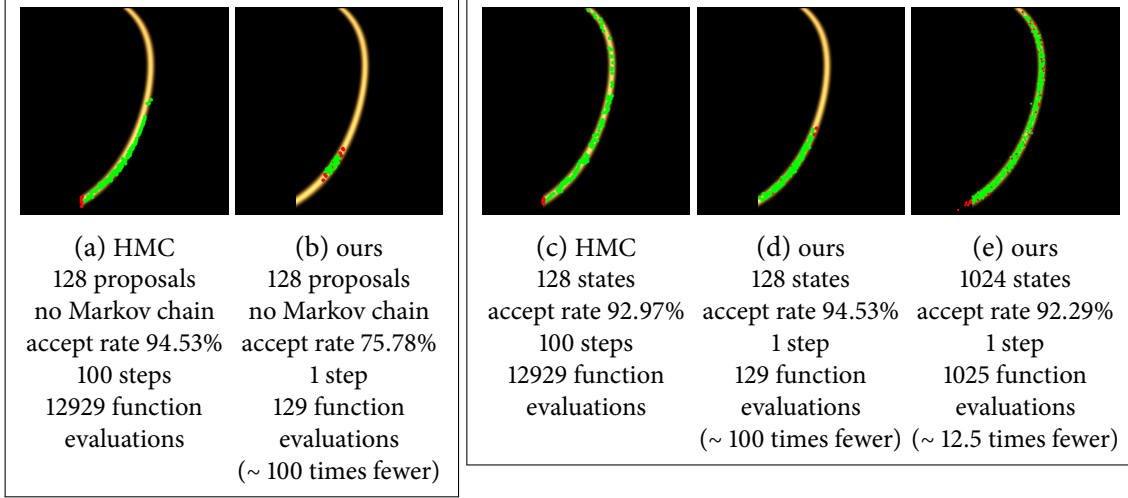 (a) HMC
128 proposals
no Markov chain
accept rate 94.53%
100 steps
12929 function
evaluations
(b) ours
128 proposals
no Markov chain
accept rate 75.78%
1 step
129 function
evaluations
(~ 100 times fewer)
(c) HMC
128 states
accept rate 92.97%
100 steps
12929 function
evaluations
(d) ours
128 states
accept rate 94.53%
1 step
129 function
evaluations
(~ 100 times fewer)
(e) ours
1024 states
accept rate 92.29%
1 step
1025 function
evaluations
(~ 12.5 times fewer)